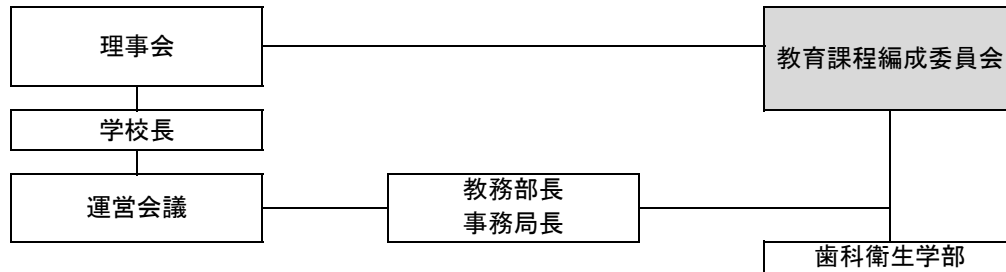 理事会
教育課程編成委員会
学校長
運営会議
教務部長
事務局長
歯科衛生学部